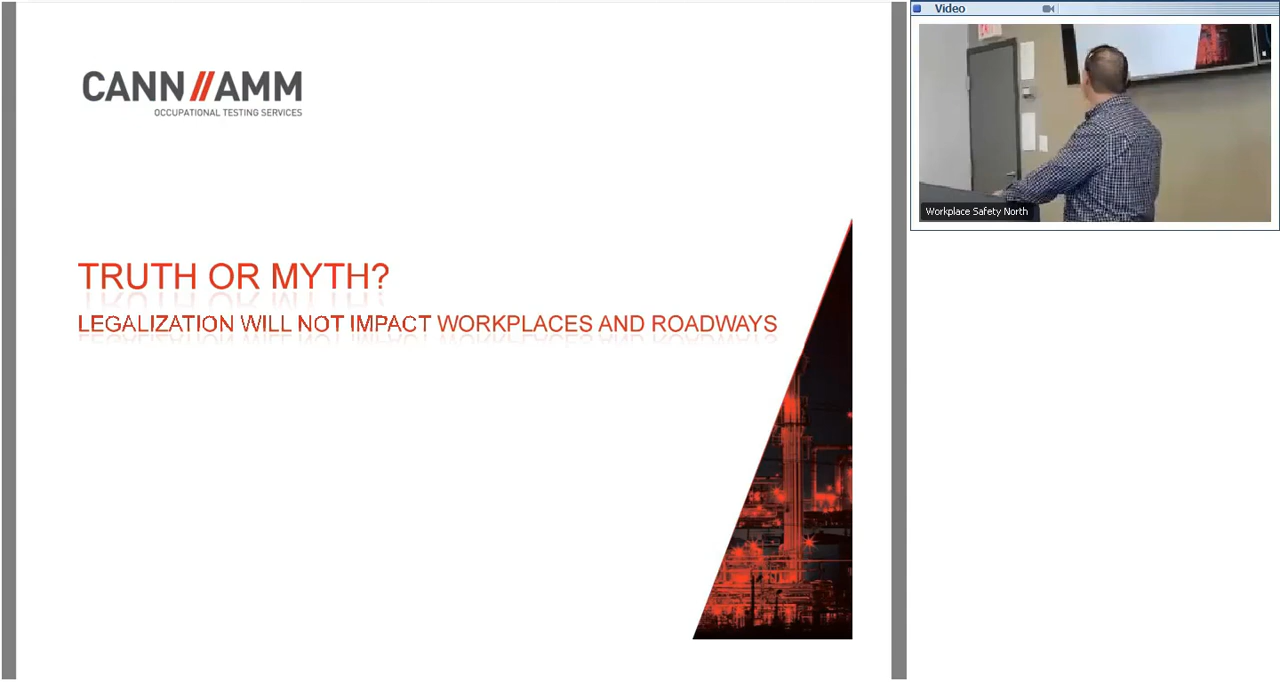 CANN//AMM
OCCUPATIONAL TESTING SERVICES
TRUTH OR MYTH?
LEGALIZATION WILL NOT IMPACT WORKPLACES AND ROADWAYS
Video
Workplace Safety North